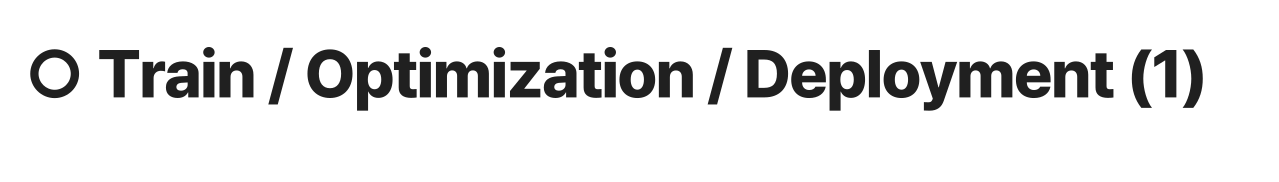 ○ Train / Optimization / Deployment (1)